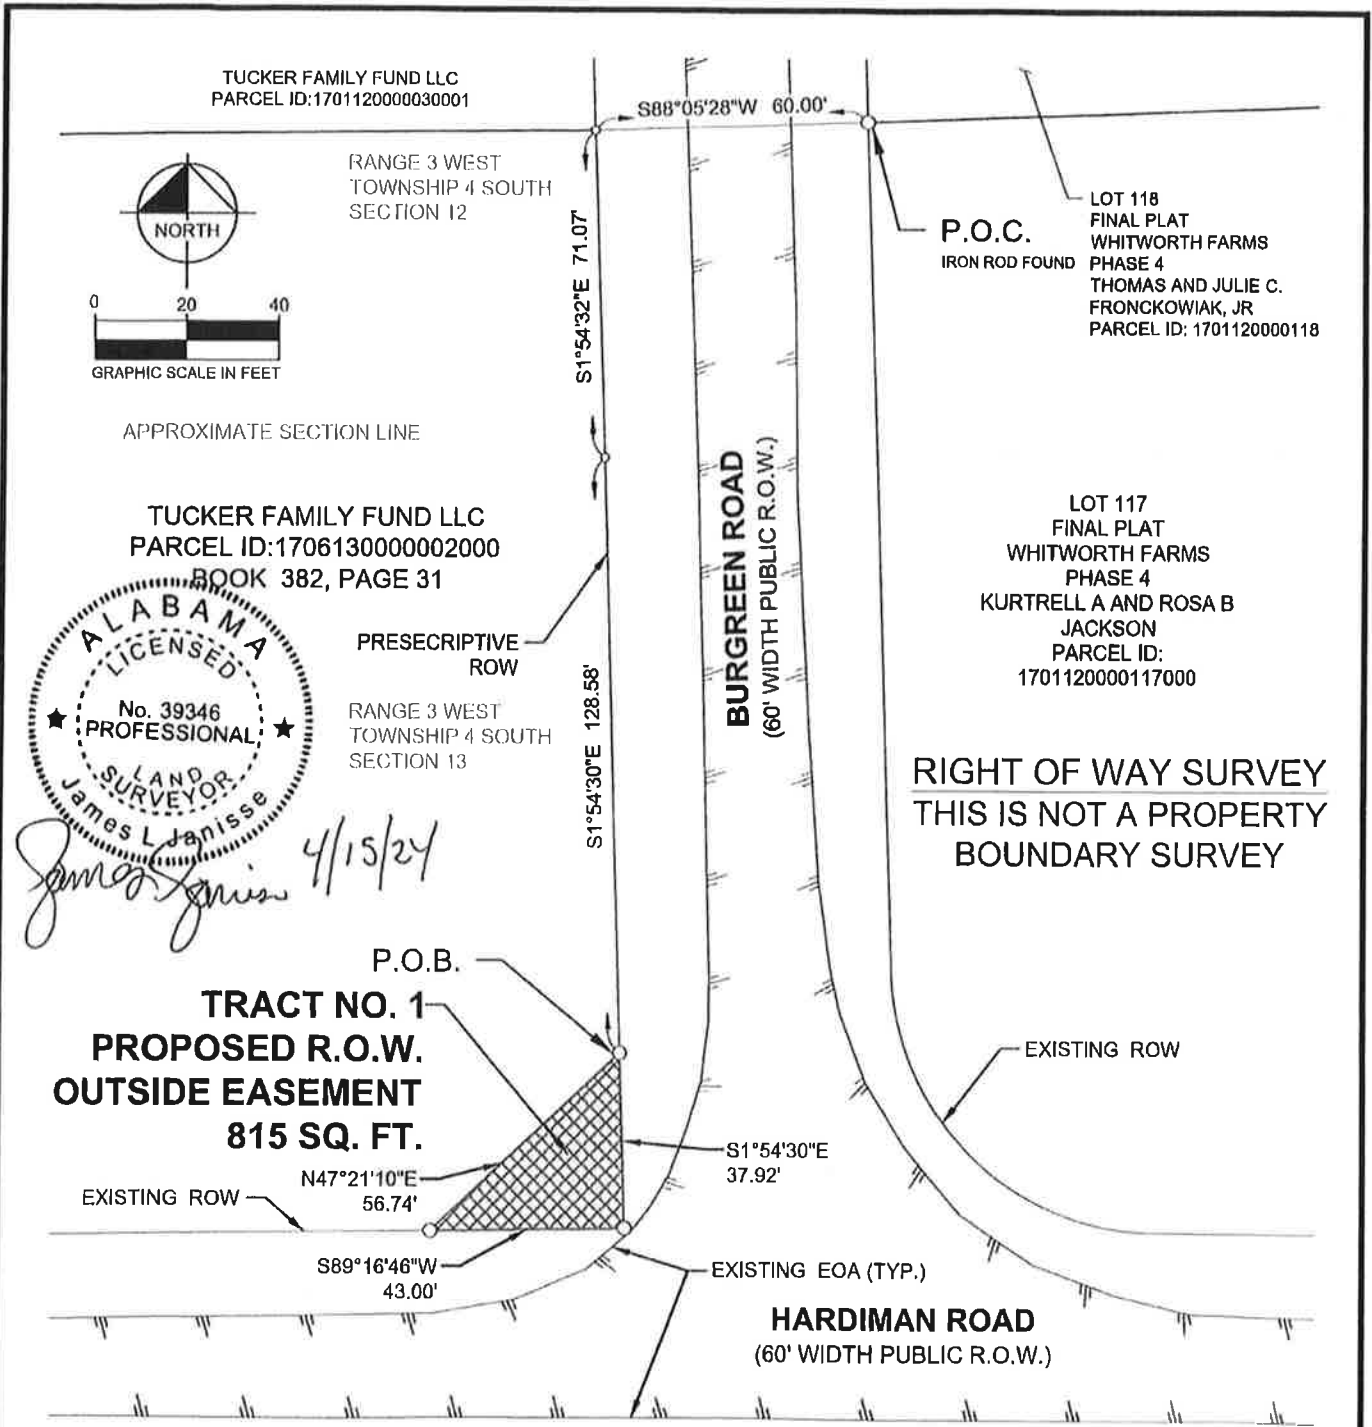 TUCKER FAMILY FUND LLC
PARCEL ID:1701120000030001
S88°05'28"W 60.00'
RANGE 3 WEST
TOWNSHIP 4 SOUTH
SECTION 12
NORTH
0 20 40
GRAPHIC SCALE IN FEET
S1°54'32"E 71.07'
P.O.C.
IRON ROD FOUND
LOT 118
FINAL PLAT
WHITWORTH FARMS
PHASE 4
THOMAS AND JULIE C.
FRONCKOWIAK, JR
PARCEL ID: 1701120000118
APPROXIMATE SECTION LINE
TUCKER FAMILY FUND LLC
PARCEL ID:1706130000002000
BOOK 382, PAGE 31
BURGREEN ROAD
(60' WIDTH PUBLIC R.O.W.)
LOT 117
FINAL PLAT
WHITWORTH FARMS
PHASE 4
KURTRELL A AND ROSA B
JACKSON
PARCEL ID:
1701120000117000
ALABAMA
LICENSED
No. 39346
PROFESSIONAL
LAND
SURVEYOR
James L Janisse
PRESECRIPTIVE
ROW
RANGE 3 WEST
TOWNSHIP 4 SOUTH
SECTION 13
S1°54'30"E 128.58'
RIGHT OF WAY SURVEY
THIS IS NOT A PROPERTY
BOUNDARY SURVEY
4/15/24
P.O.B.
TRACT NO. 1
PROPOSED R.O.W.
OUTSIDE EASEMENT
815 SQ. FT.
EXISTING ROW
S1°54'30"E
37.92'
N47°21'10"E
56.74'
EXISTING ROW
S89°16'46"W
43.00'
EXISTING EOA (TYP.)
HARDIMAN ROAD
(60' WIDTH PUBLIC R.O.W.)